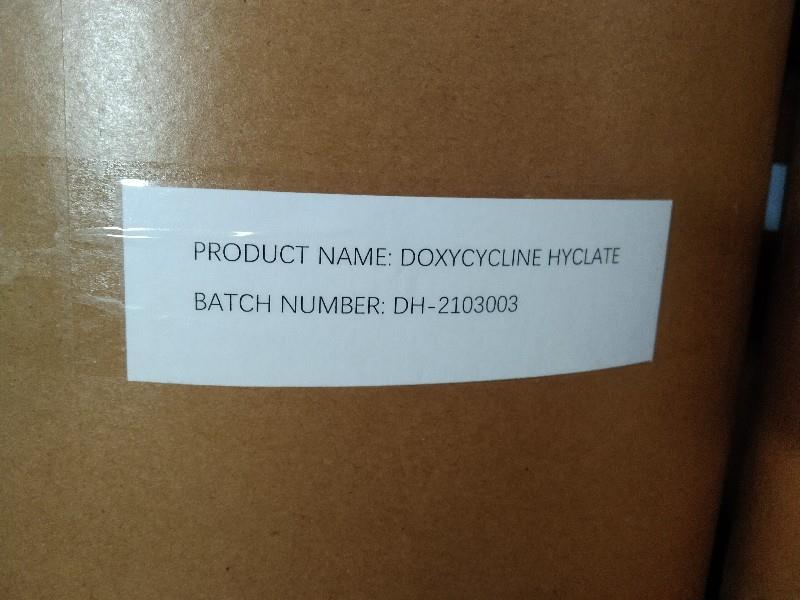 PRODUCT NAME: DOXYCYCLINE HYCLATE
BATCH NUMBER: DH-2103003